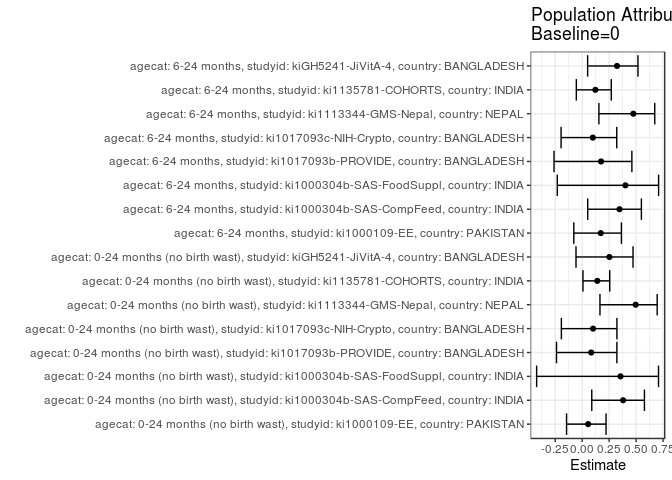 Population Attribu
Baseline=0
agecat: 6-24 months, studyid: kiGH5241-JiVitA-4, country: BANGLADESH
agecat: 6-24 months, studyid: ki1135781-COHORTS, country: INDIA
agecat: 6-24 months, studyid: ki1113344-GMS-Nepal, country: NEPAL
agecat: 6-24 months, studyid: ki1017093c-NIH-Crypto, country: BANGLADESH
agecat: 6-24 months, studyid: ki1017093b-PROVIDE, country: BANGLADESH
agecat: 6-24 months, studyid: ki1000304b-SAS-FoodSuppl, country: INDIA
agecat: 6-24 months, studyid: ki1000304b-SAS-CompFeed, country: INDIA
agecat: 6-24 months, studyid: ki1000109-EE, country: PAKISTAN
agecat: 0-24 months (no birth wast), studyid: kiGH5241-JiVitA-4, country: BANGLADESH
agecat: 0-24 months (no birth wast), studyid: ki1135781-COHORTS, country: INDIA
agecat: 0-24 months (no birth wast), studyid: ki1113344-GMS-Nepal, country: NEPAL
agecat: 0-24 months (no birth wast), studyid: ki1017093c-NIH-Crypto, country: BANGLADESH
agecat: 0-24 months (no birth wast), studyid: ki1017093b-PROVIDE, country: BANGLADESH
agecat: 0-24 months (no birth wast), studyid: ki1000304b-SAS-FoodSuppl, country: INDIA
agecat: 0-24 months (no birth wast), studyid: ki1000304b-SAS-CompFeed, country: INDIA
agecat: 0-24 months (no birth wast), studyid: ki1000109-EE, country: PAKISTAN
-0.25 0.00 0.25 0.50 0.75
Estimate